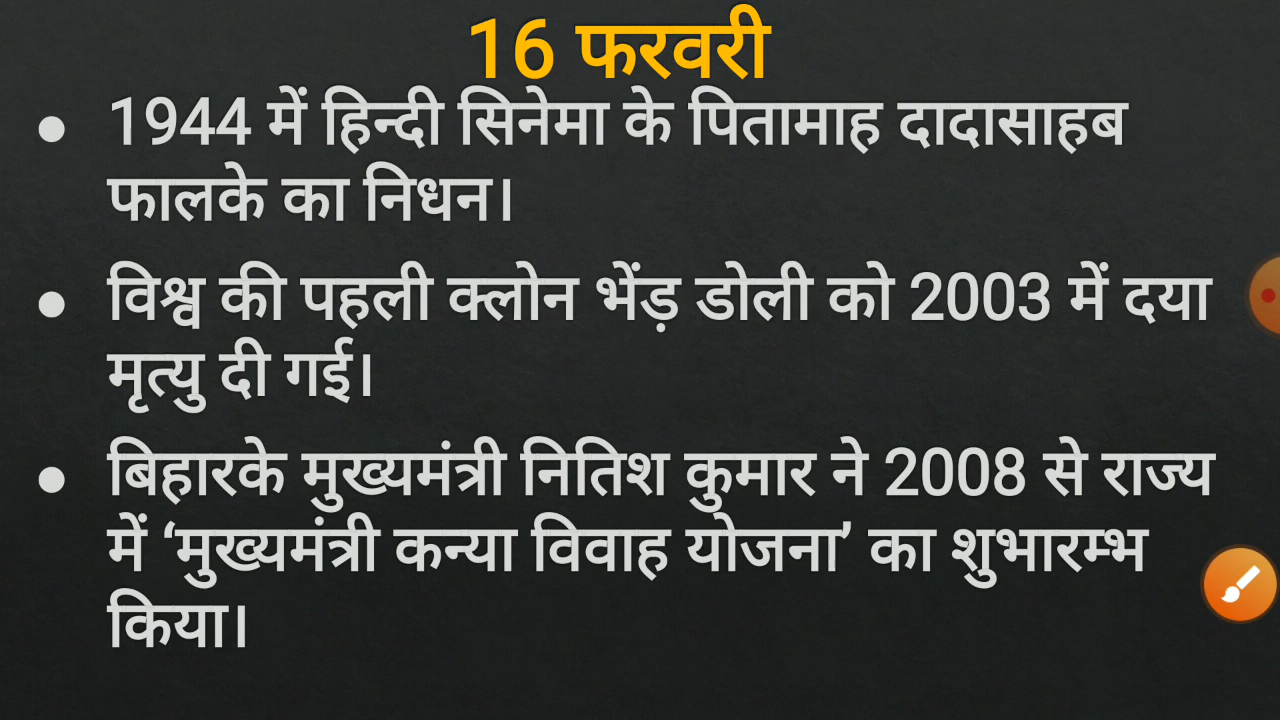 16 फरवरी
● 1944 में हिन्दी सिनेमा के पितामाह दादासाहब
फालके का निधन।
● विश्व की पहली क्लोन भेंड़ डोली को 2003 में दया
मृत्यु दी गई।
● बिहारके मुख्यमंत्री नितिश कुमार ने 2008 से राज्य
में ‘मुख्यमंत्री कन्या विवाह योजना’ का शुभारम्भ
किया।